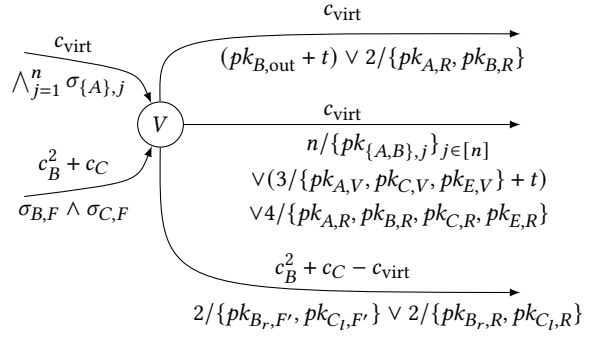 c_virt
(pk_{B,out} + t) ∨ 2/{pk_{A,R}, pk_{B,R}}
c_virt
⋀_{j=1}^{n} σ_{{A},j}
V
c_virt
n/{pk_{{A,B},j}}_{j∈[n]}
∨(3/{pk_{A,V}, pk_{C,V}, pk_{E,V}} + t)
∨4/{pk_{A,R}, pk_{B,R}, pk_{C,R}, pk_{E,R}}
c_B^2 + c_C
σ_{B,F} ∧ σ_{C,F}
c_B^2 + c_C − c_virt
2/{pk_{B_r,F′}, pk_{C_l,F′}} ∨ 2/{pk_{B_r,R}, pk_{C_l,R}}